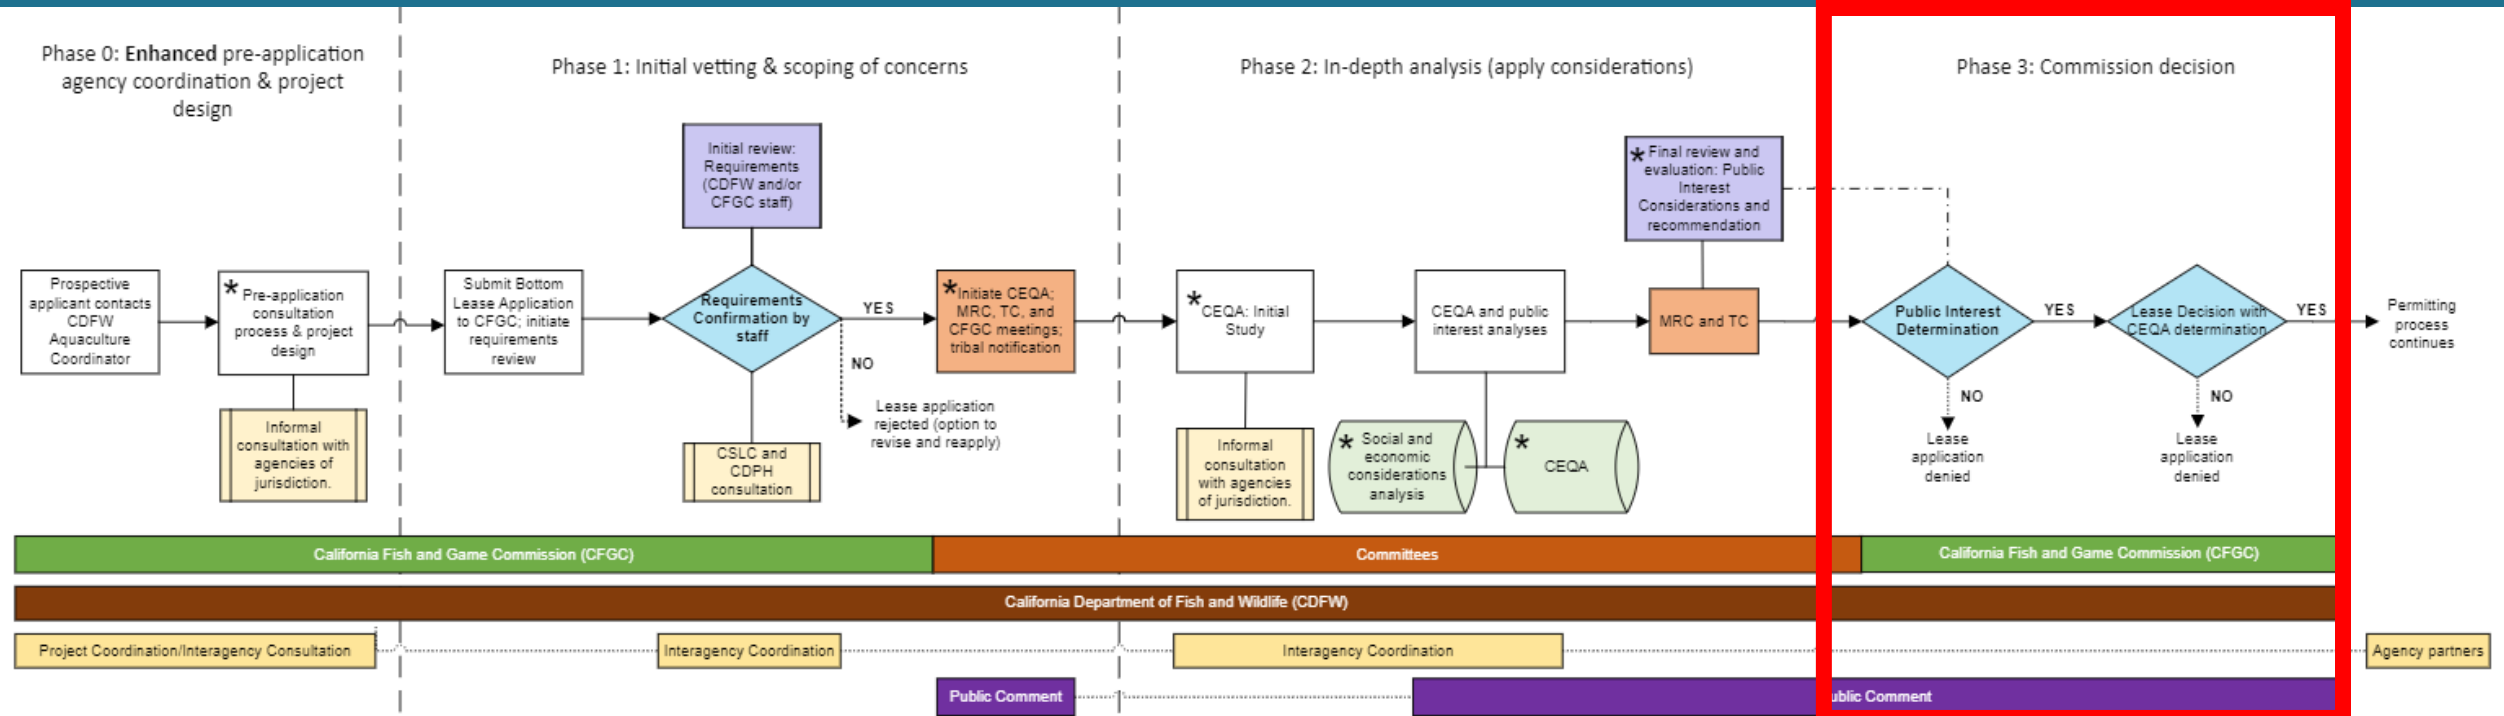 Phase 0: Enhanced pre-application
agency coordination & project
design
Phase 1: Initial vetting & scoping of concerns
Phase 2: In-depth analysis (apply considerations)
Phase 3: Commission decision
Prospective
applicant contacts
CDFW
Aquaculture
Coordinator
* Pre-application
consultation
process & project
design
Informal
consultation with
agencies of
jurisdiction.
Submit Bottom
Lease Application
to CFGC; initiate
requirements
review
Initial review:
Requirements
(CDFW and/or
CFGC staff)
Requirements
Confirmation by
staff
CSLC and
CDPH
consultation
YES
NO
Lease application
rejected (option to
revise and reapply)
*Initiate CEQA;
MRC, TC, and
CFGC meetings;
tribal notification
*
CEQA: Initial
Study
Informal
consultation
with agencies
of jurisdiction.
CEQA and public
interest analyses
* Social and
economic
considerations
analysis
*
CEQA
* Final review and
evaluation: Public
Interest
Considerations and
recommendation
MRC and TC
Public Interest
Determination
YES
NO
Lease
application
denied
Lease Decision with
CEQA determination
YES
NO
Lease
application
denied
Permitting
process
continues
California Fish and Game Commission (CFGC)
Committees
California Fish and Game Commission (CFGC)
California Department of Fish and Wildlife (CDFW)
Project Coordination/Interagency Consultation
Interagency Coordination
Interagency Coordination
Agency partners
Public Comment
ublic Comment